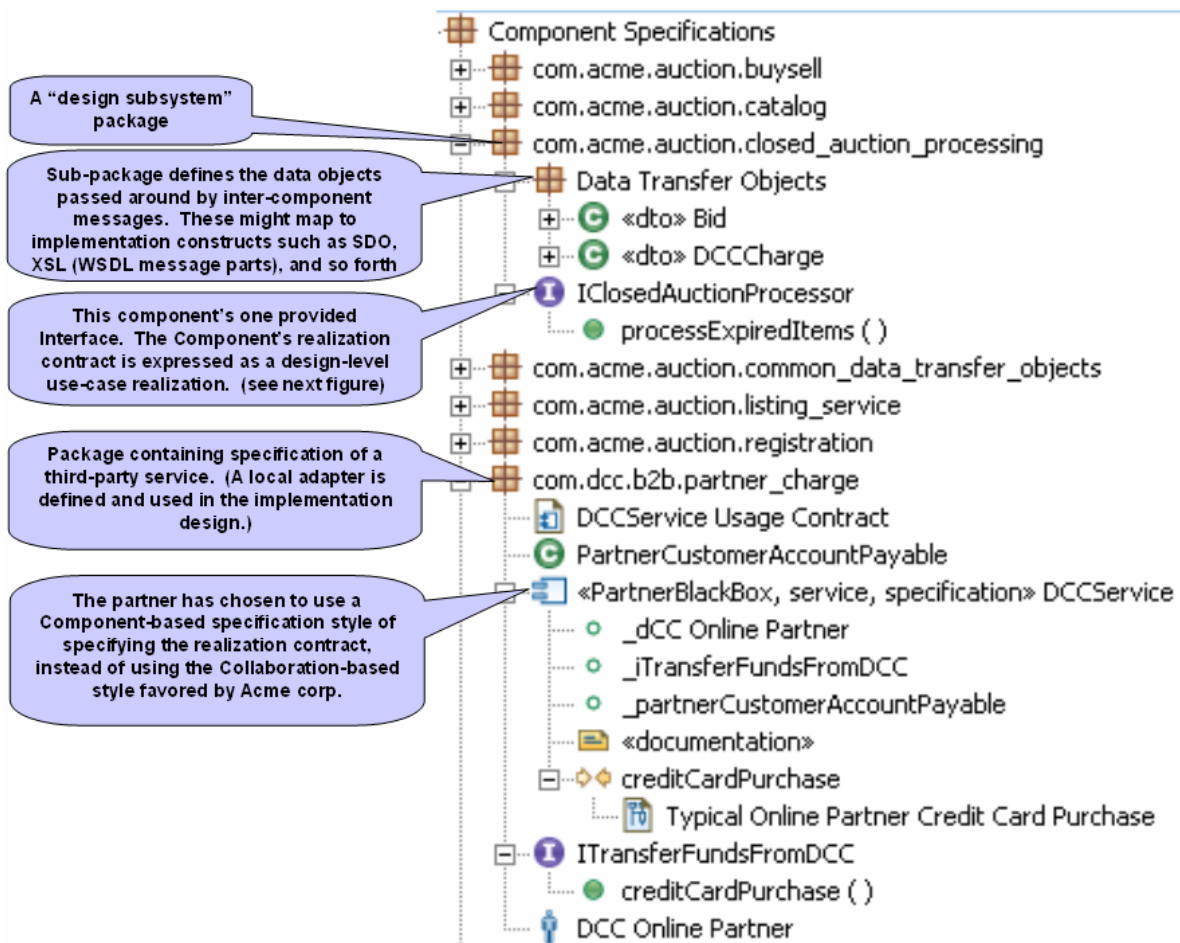 Component Specifications
com.acme.auction.buysell
com.acme.auction.catalog
com.acme.auction.closed_auction_processing
Data Transfer Objects
«dto» Bid
«dto» DCCCharge
IClosedAuctionProcessor
processExpiredItems ( )
com.acme.auction.common_data_transfer_objects
com.acme.auction.listing_service
com.acme.auction.registration
com.dcc.b2b.partner_charge
DCCService Usage Contract
PartnerCustomerAccountPayable
«PartnerBlackBox, service, specification» DCCService
_dCC Online Partner
_iTransferFundsFromDCC
_partnerCustomerAccountPayable
«documentation»
creditCardPurchase
Typical Online Partner Credit Card Purchase
ITransferFundsFromDCC
creditCardPurchase ( )
DCC Online Partner
A “design subsystem”
package
Sub-package defines the data objects
passed around by inter-component
messages. These might map to
implementation constructs such as SDO,
XSL (WSDL message parts), and so forth
This component's one provided
Interface. The Component's realization
contract is expressed as a design-level
use-case realization. (see next figure)
Package containing specification of a
third-party service. (A local adapter is
defined and used in the implementation
design.)
The partner has chosen to use a
Component-based specification style of
specifying the realization contract,
instead of using the Collaboration-based
style favored by Acme corp.